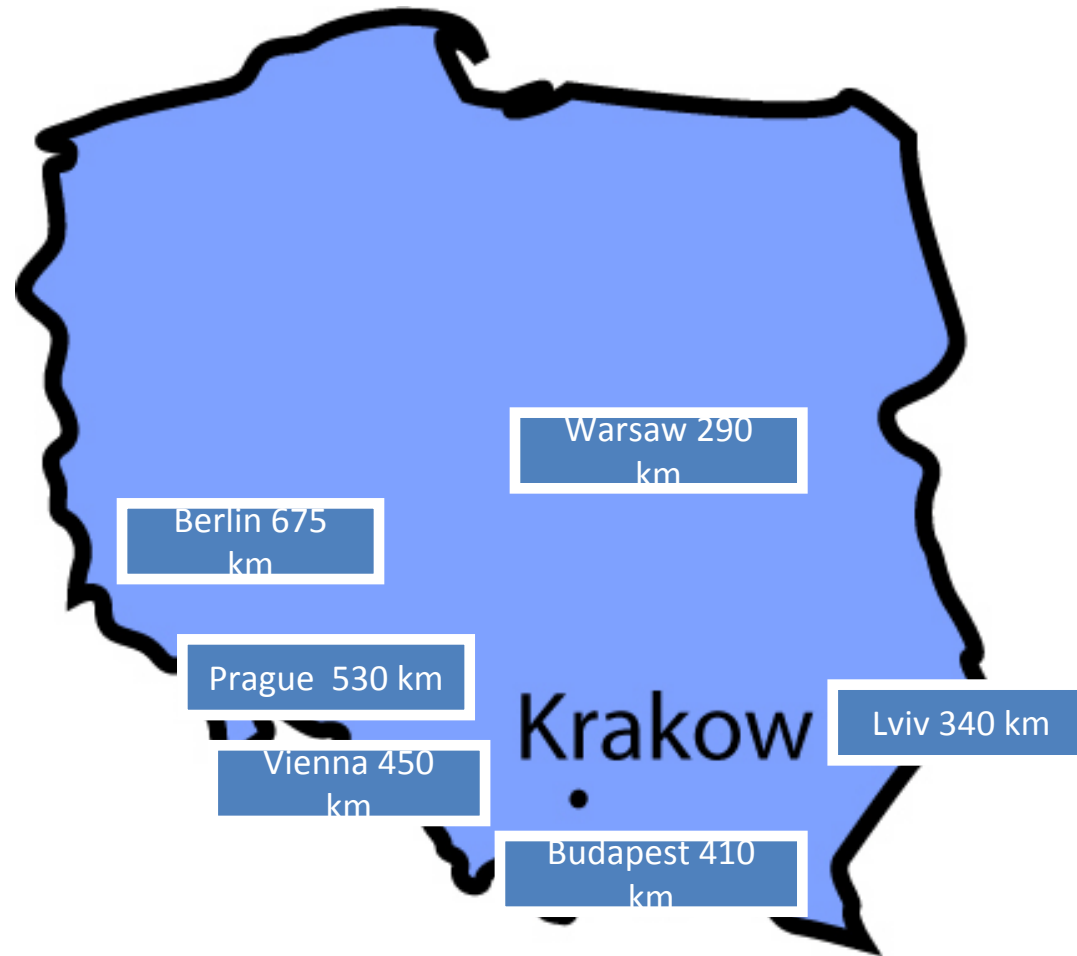 Warsaw 290
km
Berlin 675
km
Prague  530 km
Krakow
Lviv 340 km
Vienna 450
km
Budapest 410
km